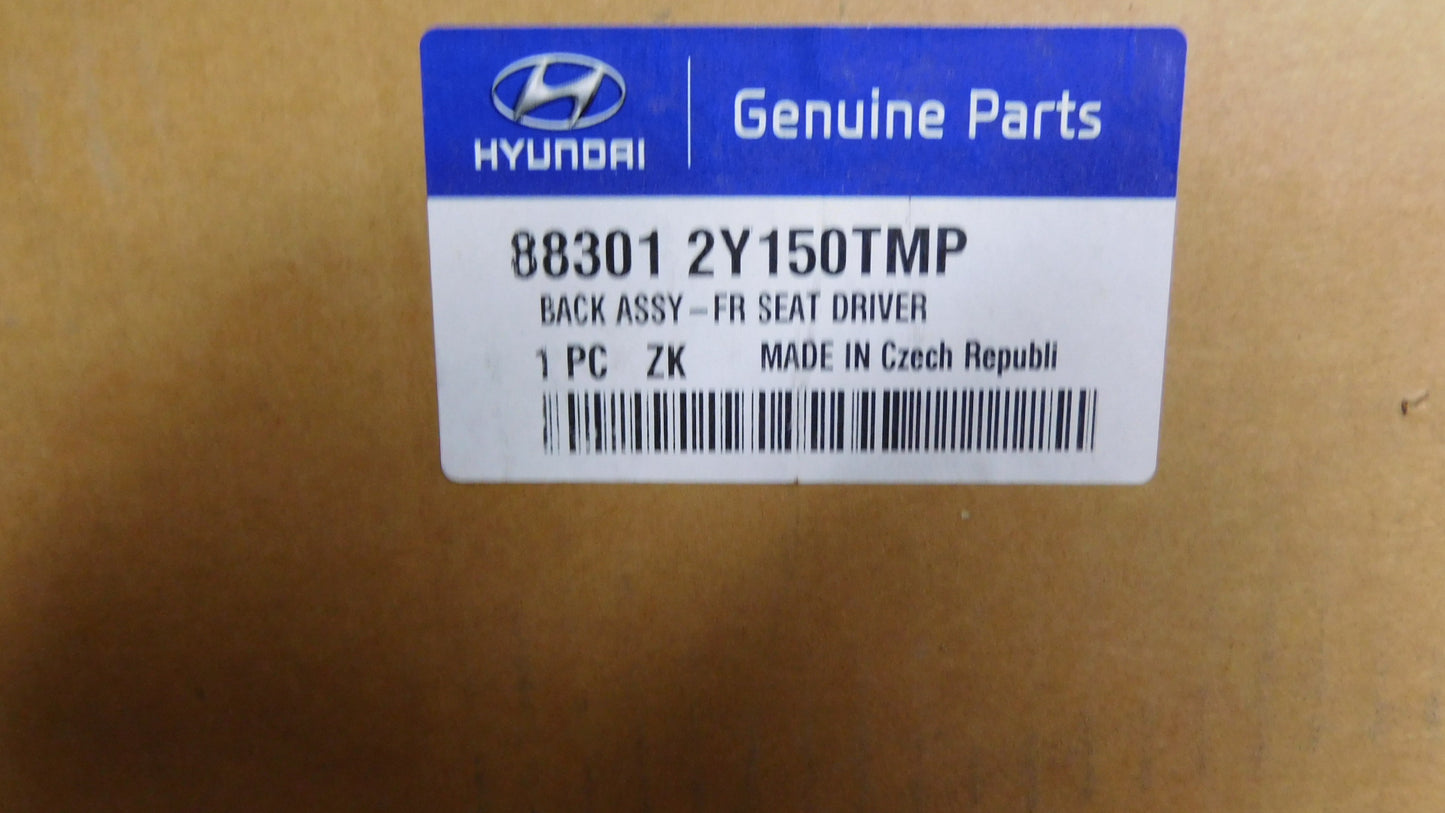 HYUNDAI
Genuine Parts
88301 2Y150TMP
BACK ASSY-FR SEAT DRIVER
1 PC ZK MADE IN Czech Republi